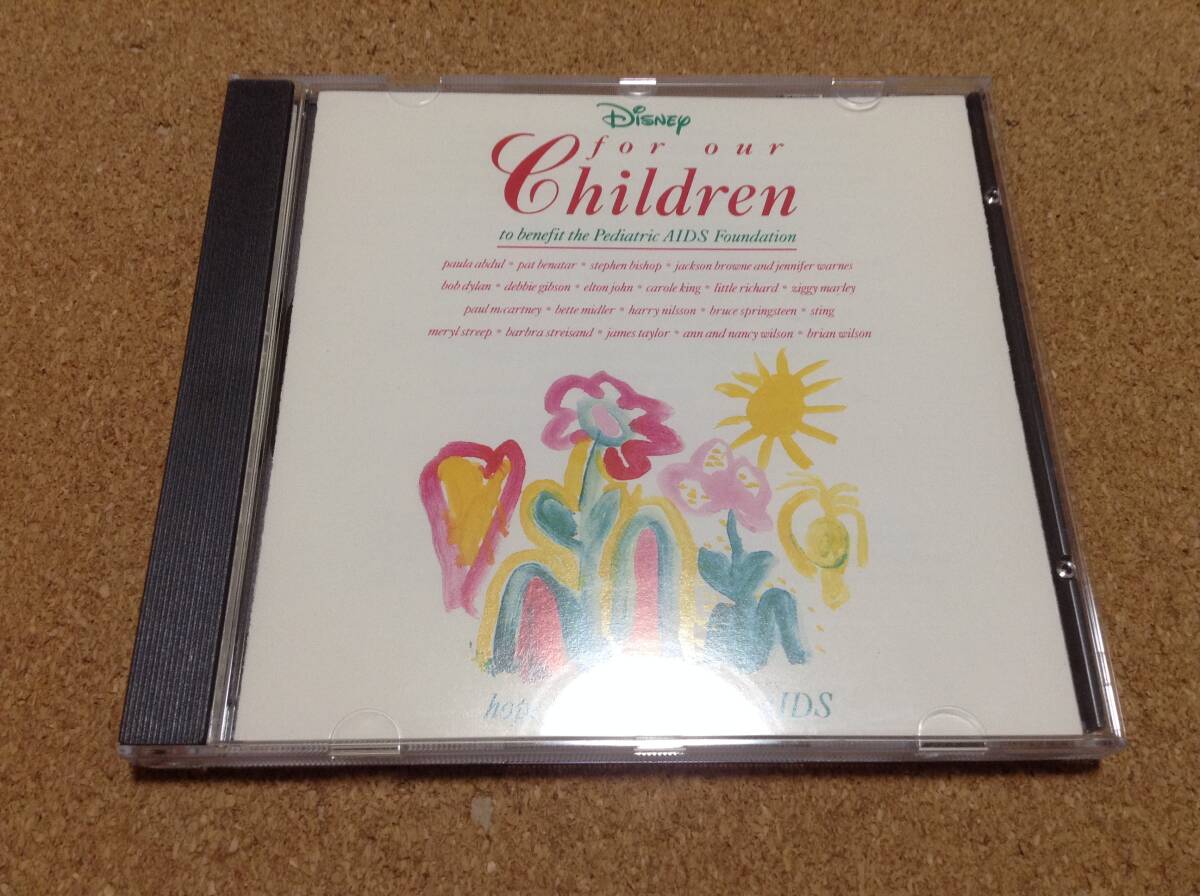 Disney
for our
Children
to benefit the Pediatric AIDS Foundation
paula abdul • pat benatar • stephen bishop • jackson browne and jennifer warnes
bob dylan • debbie gibson • elton john • carole king • little richard • ziggy marley
paul mccartney • bette midler • harry nilsson • bruce springsteen • sting
meryl streep • barbra streisand • james taylor • ann and nancy wilson • brian wilson
AIDS